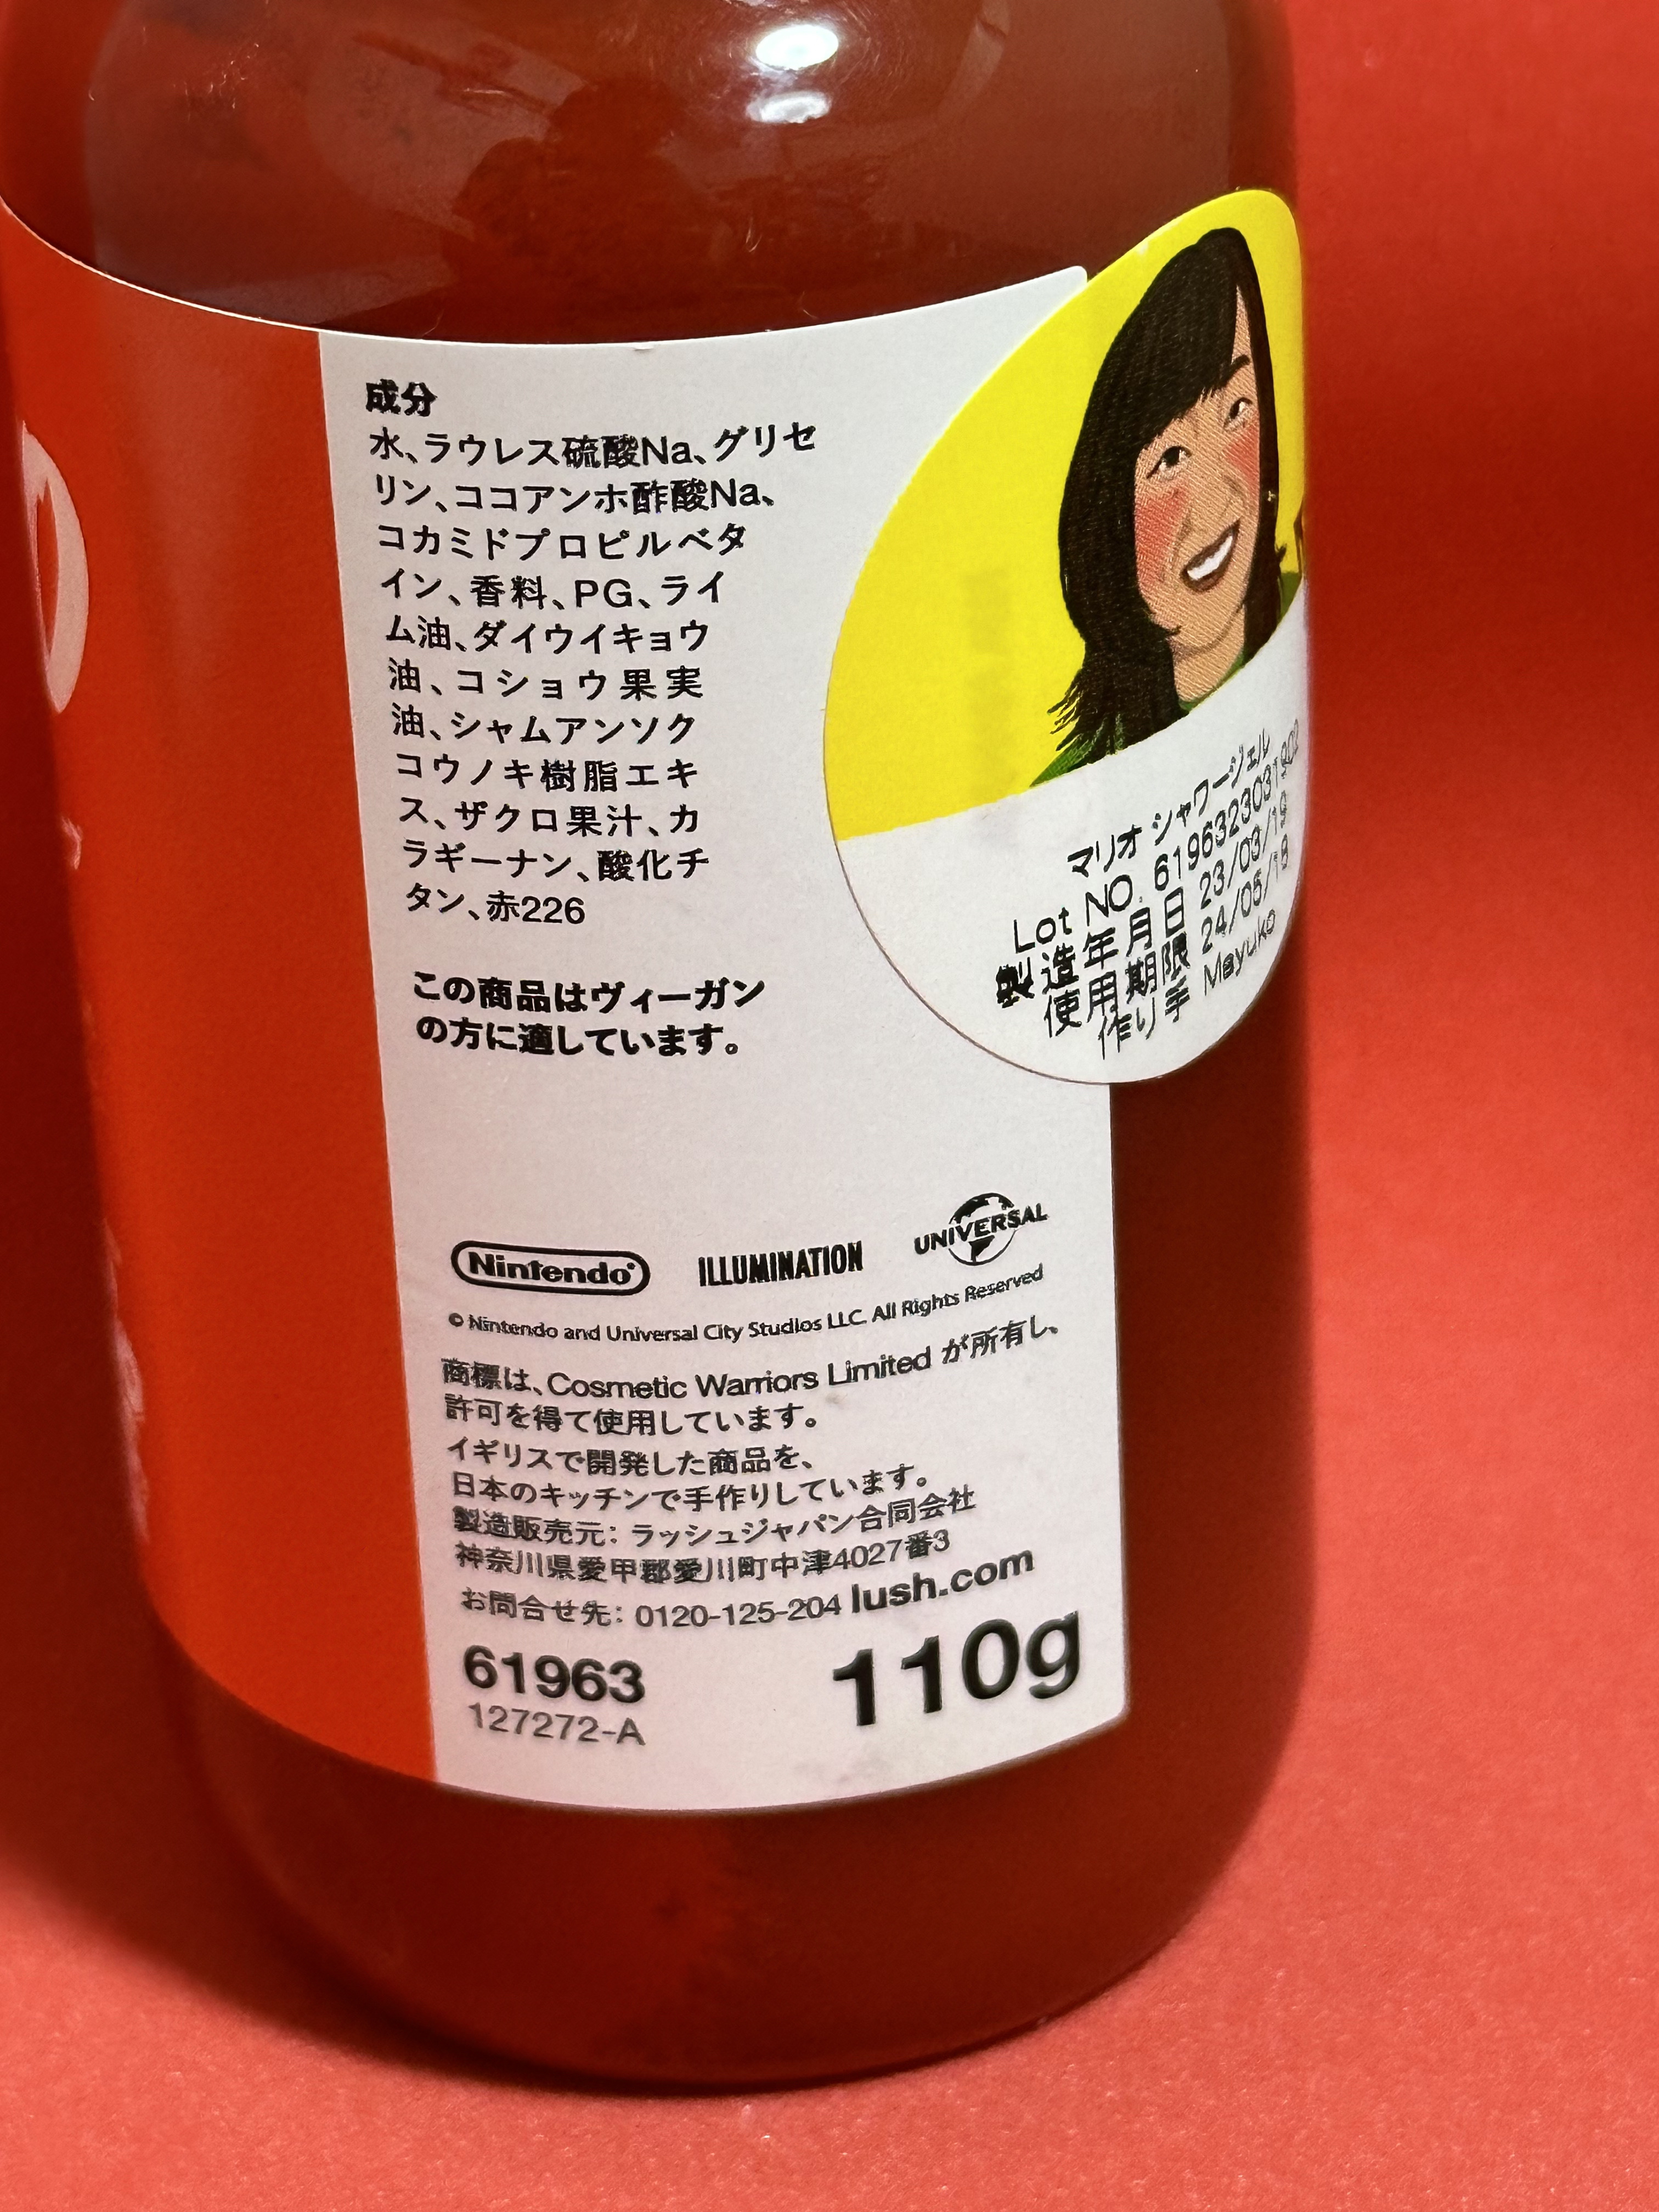 成分
水、ラウレス硫酸Na、グリセ
リン、ココアンホ酢酸Na、
コカミドプロピルベタ
イン、香料、PG、ライ
ム油、ダイウイキョウ
油、コショウ果実
油、シャムアンソク
コウノキ樹脂エキ
ス、ザクロ果汁、カ
ラギーナン、酸化チ
タン、赤226
この商品はヴィーガン
の方に適しています。
マリオ シャワージェル
Lot NO. 6196323031902
製造年月日 23/03/19
使用期限 24/05/18
作り手 Mayuko
Nintendo ILLUMINATION UNIVERSAL
© Nintendo and Universal City Studios LLC. All Rights Reserved
商標は、Cosmetic Warriors Limited が所有し、
許可を得て使用しています。
イギリスで開発した商品を、
日本のキッチンで手作りしています。
製造販売元：ラッシュジャパン合同会社
神奈川県愛甲郡愛川町中津4027番3
お問合せ先：0120-125-204 lush.com
61963 110g
127272-A